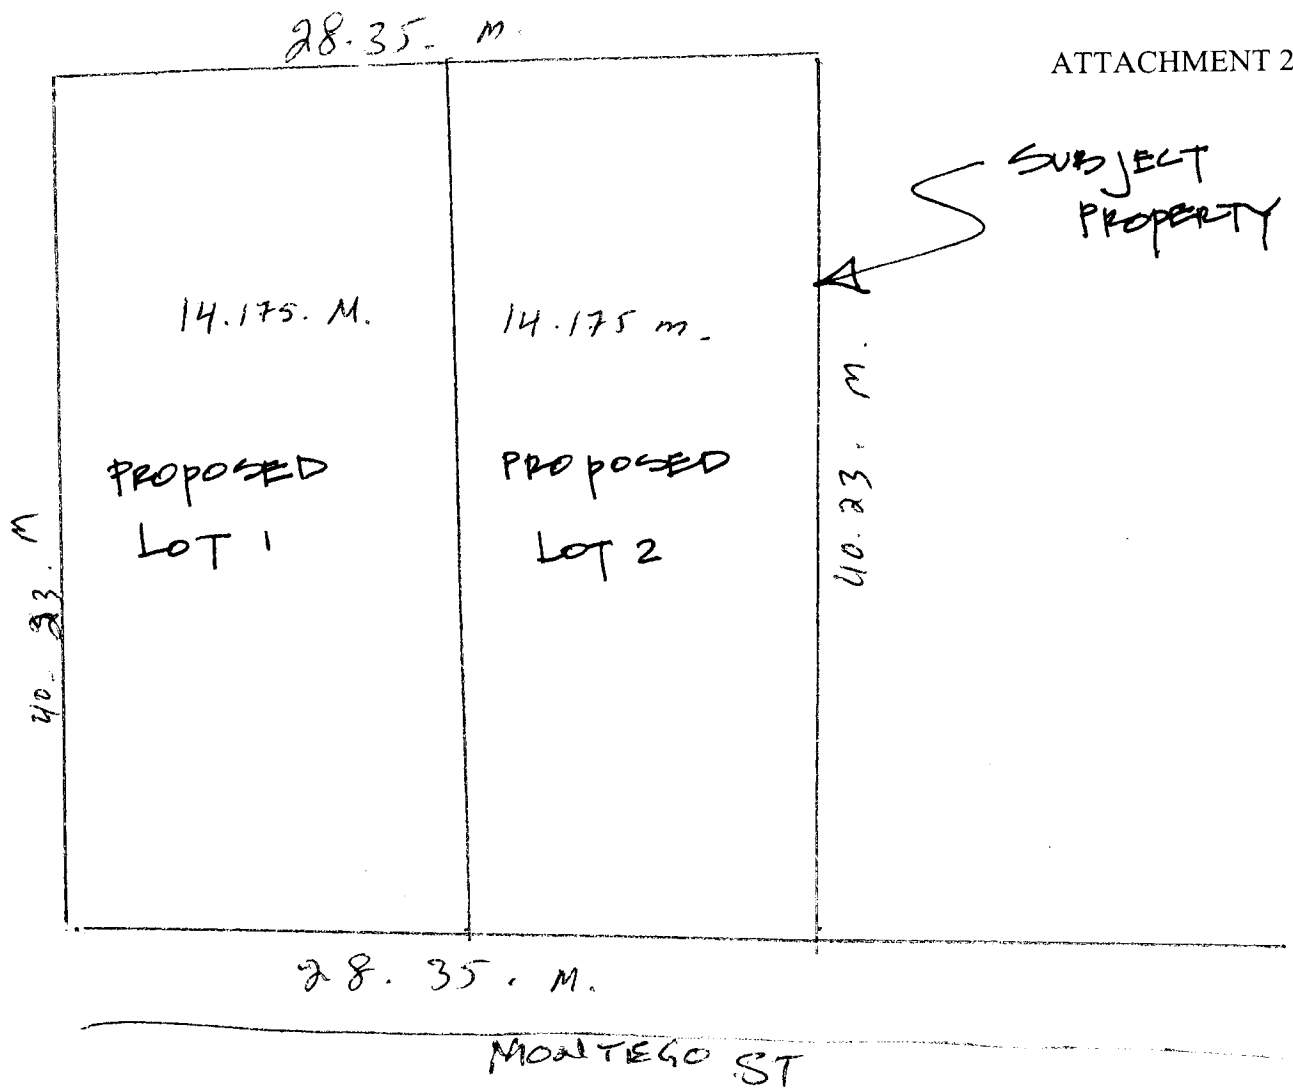 28.35. M.
ATTACHMENT 2
SUBJECT
PROPERTY
14.175. M.
14.175 m.
40.23. M.
PROPOSED
LOT 1
PROPOSED
LOT 2
40.23. M
28.35. M.
MONTEGO ST